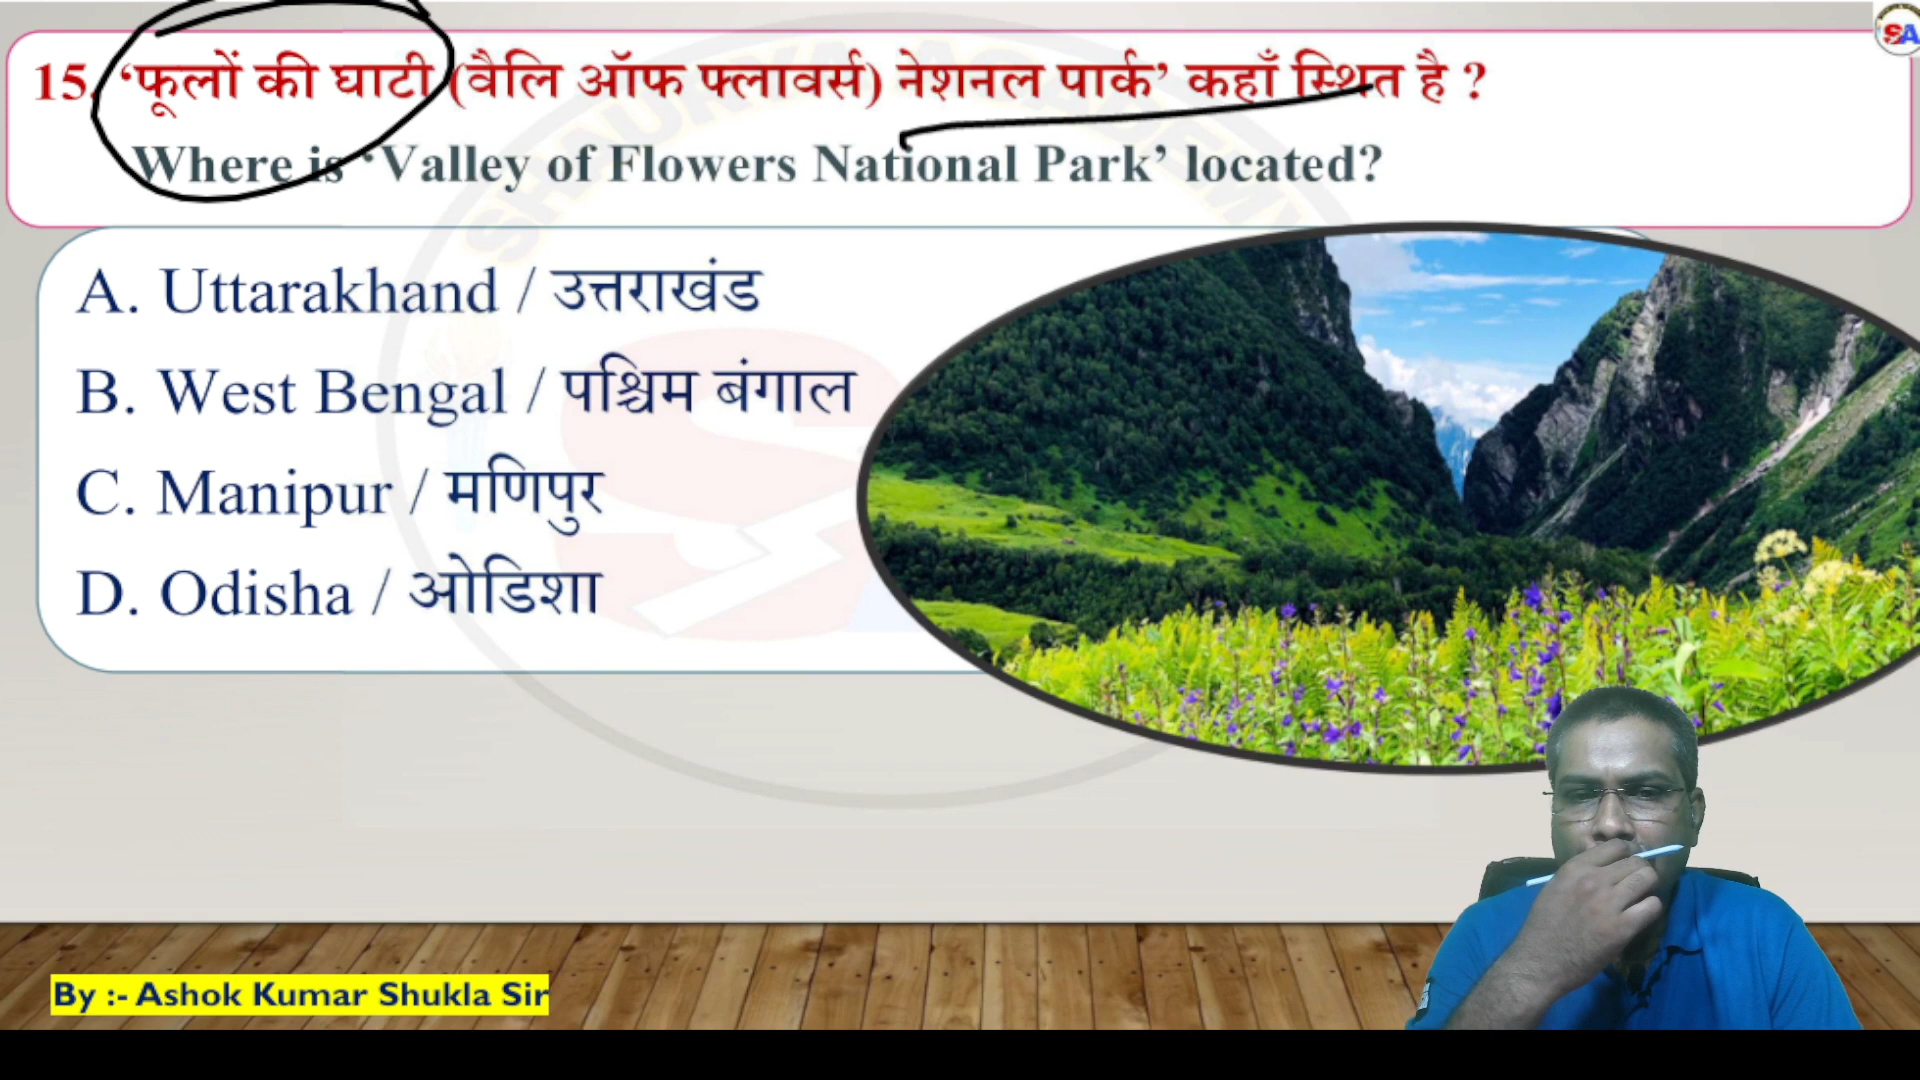 SA
15. ‘फूलों की घाटी (वैलि ऑफ फ्लावर्स) नेशनल पार्क’ कहाँ स्थित है ?
Where is ‘Valley of Flowers National Park’ located?
A. Uttarakhand / उत्तराखंड
B. West Bengal / पश्चिम बंगाल
C. Manipur / मणिपुर
D. Odisha / ओडिशा
By :- Ashok Kumar Shukla Sir